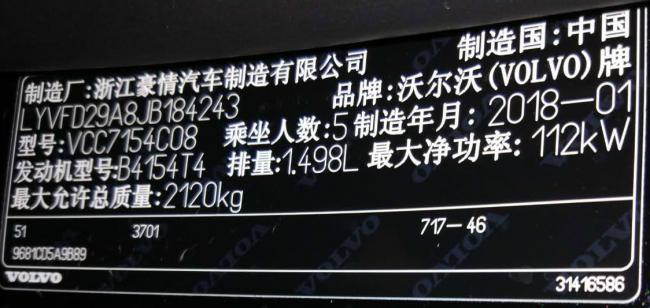 制造厂:浙江豪情汽车制造有限公司 制造国:中国
LYVFD29A8JB184243 品牌:沃尔沃(VOLVO)牌
型号:VCC7154C08 乘坐人数:5 制造年月:2018-01
发动机型号:B4154T4 排量:1.498L 最大净功率:112kW
最大允许总质量:2120kg
51 3701 717-46
9681CD5A9B89
VOLVO 31416586